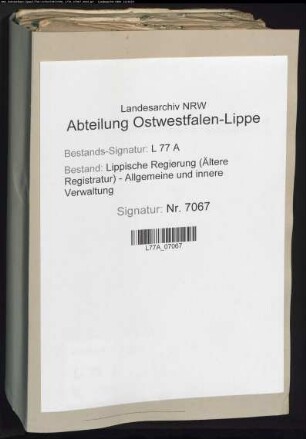 Landesarchiv NRW
Abteilung Ostwestfalen-Lippe
Bestands-Signatur: L 77 A
Bestand: Lippische Regierung (Ältere
Registratur) - Allgemeine und innere
Verwaltung
Signatur: Nr. 7067
L77A_07067